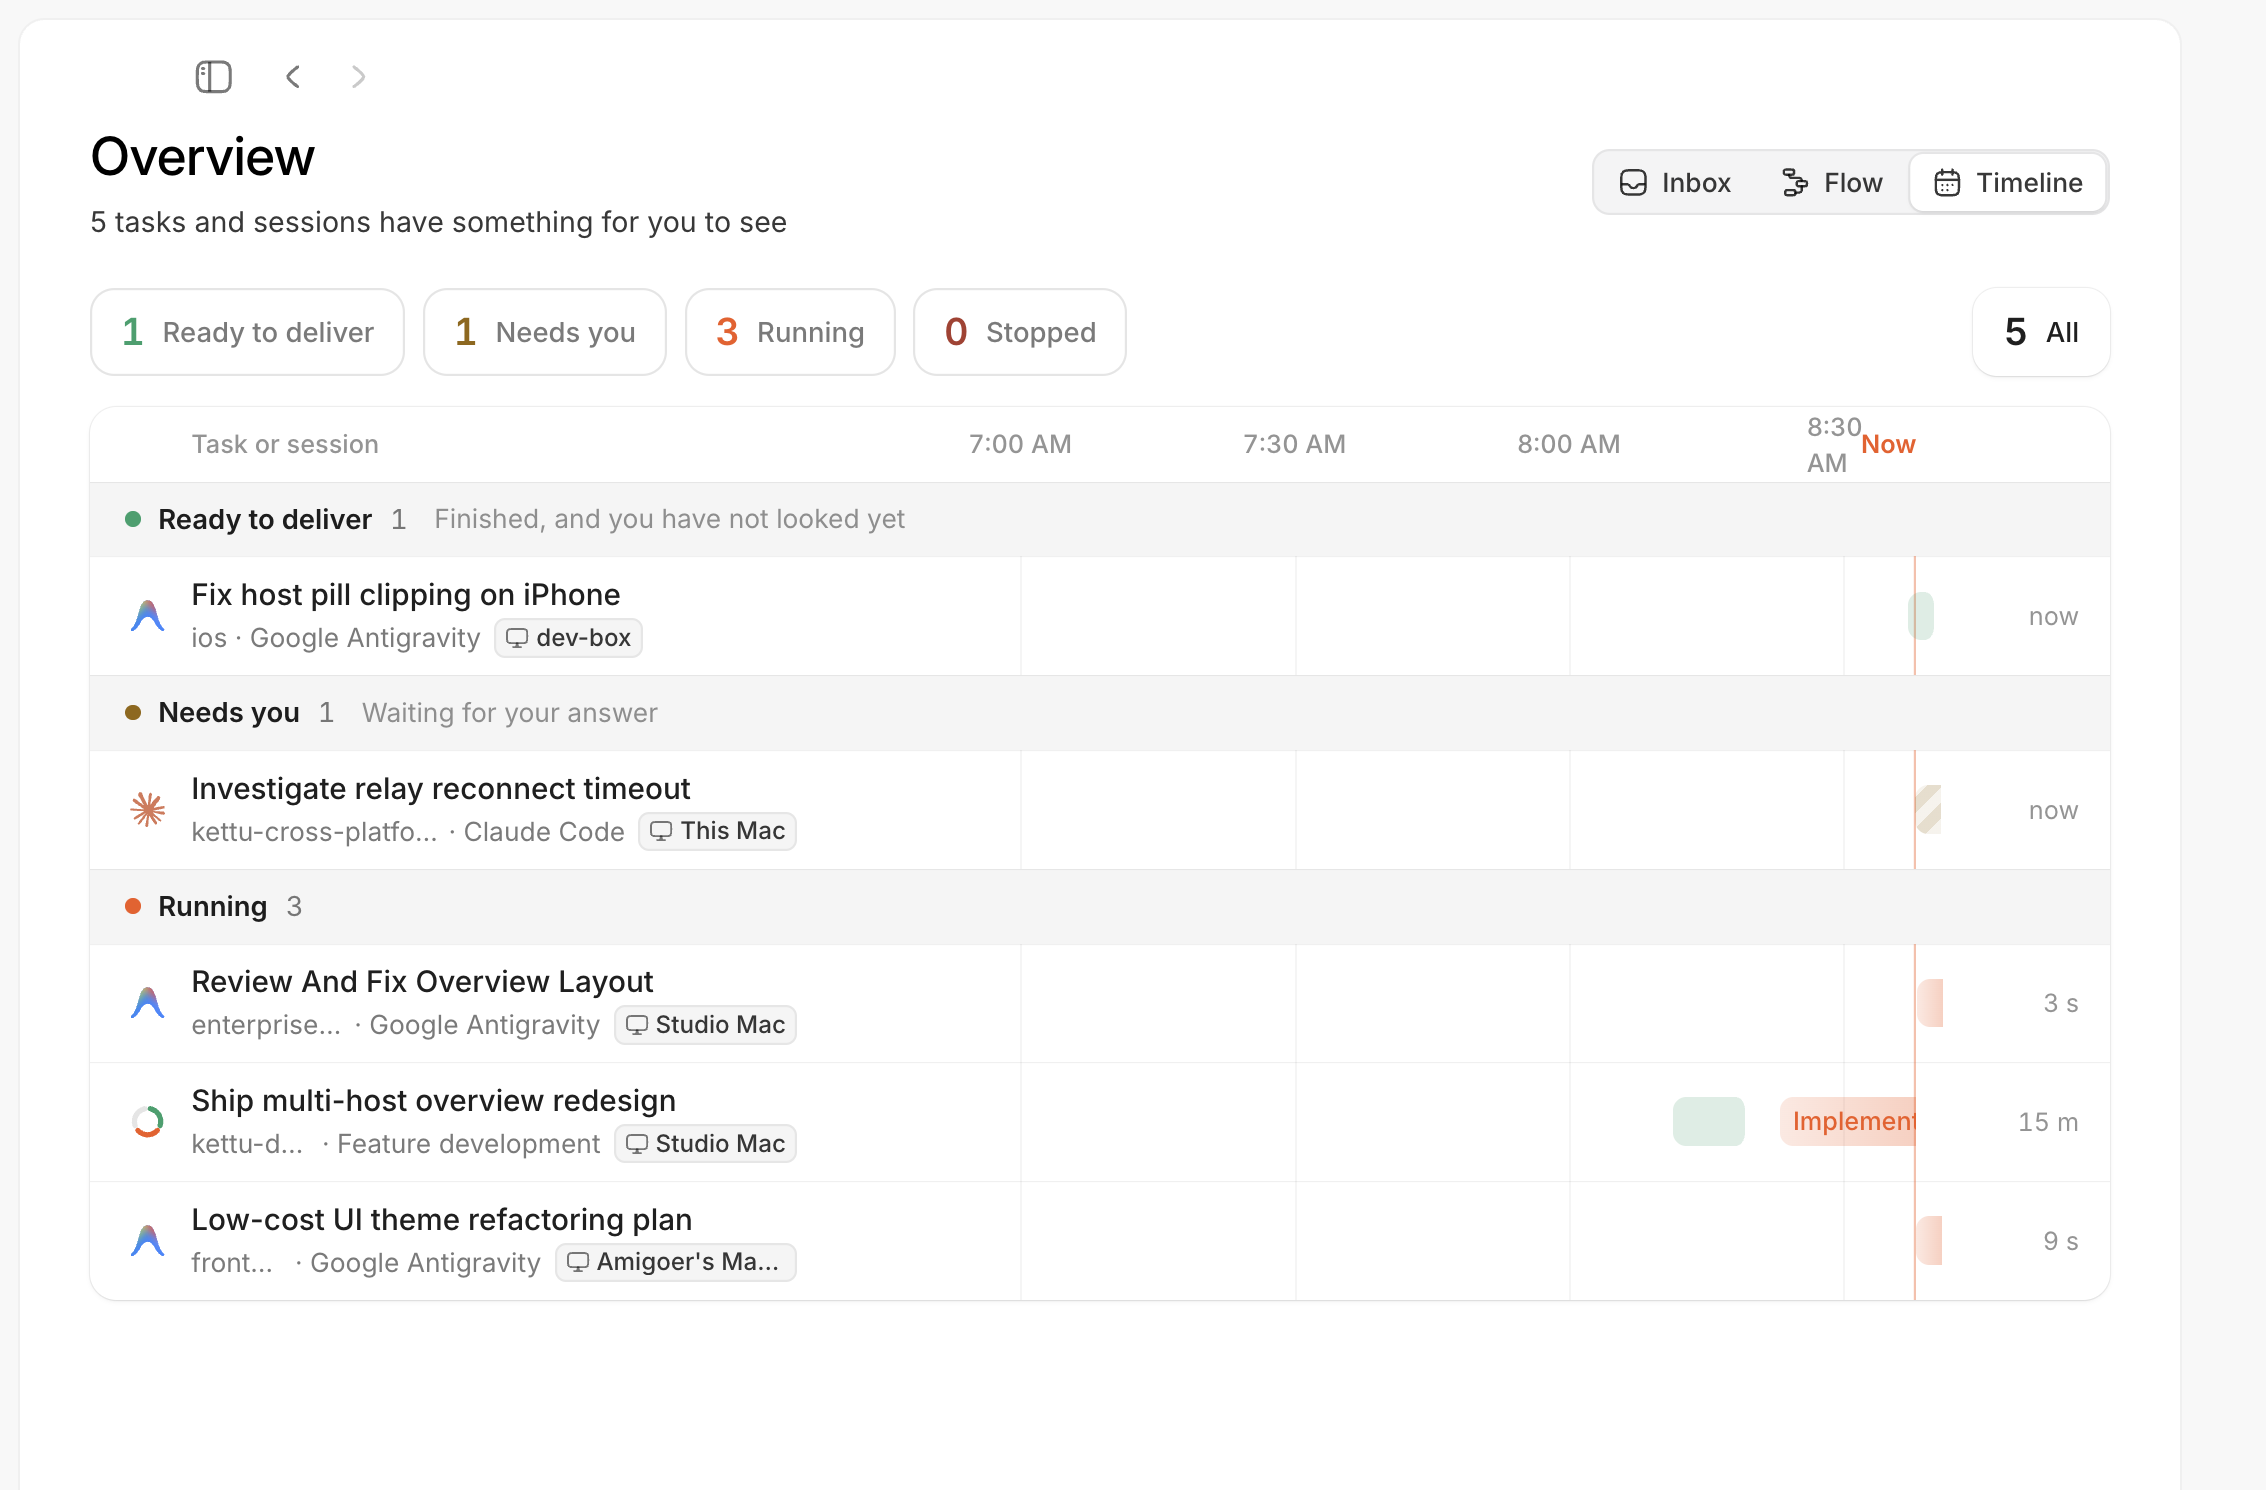 Overview
5 tasks and sessions have something for you to see
Inbox
Flow
Timeline
1 Ready to deliver
1 Needs you
3 Running
0 Stopped
5 All
Task or session
7:00 AM
7:30 AM
8:00 AM
8:30
AM
Now
Ready to deliver 1 Finished, and you have not looked yet
Fix host pill clipping on iPhone
ios · Google Antigravity dev-box
now
Needs you 1 Waiting for your answer
Investigate relay reconnect timeout
kettu-cross-platfo... · Claude Code This Mac
now
Running 3
Review And Fix Overview Layout
enterprise... · Google Antigravity Studio Mac
3 s
Ship multi-host overview redesign
kettu-d... · Feature development Studio Mac
Implement
15 m
Low-cost UI theme refactoring plan
front... · Google Antigravity Amigoer's Ma...
9 s